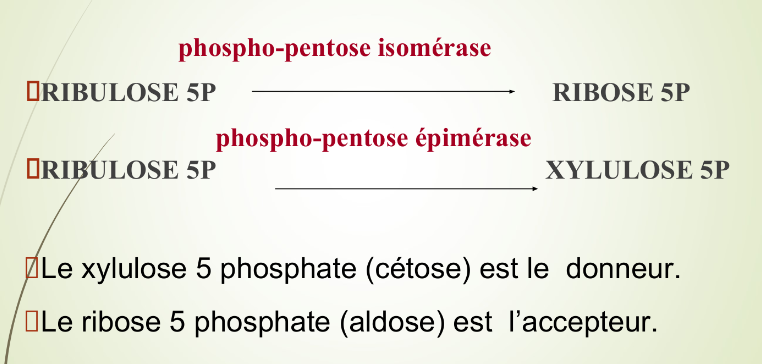 phospho-pentose isomérase
RIBULOSE 5P RIBOSE 5P
phospho-pentose épimérase
RIBULOSE 5P XYLULOSE 5P
Le xylulose 5 phosphate (cétose) est le donneur.
Le ribose 5 phosphate (aldose) est l’accepteur.